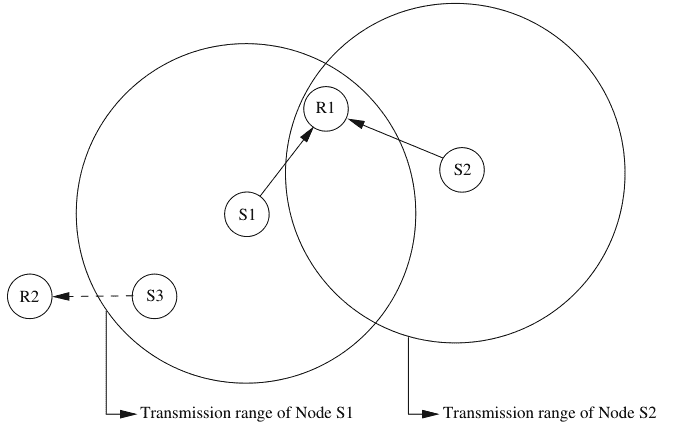 R1
S2
S1
R2
S3
Transmission range of Node S1
Transmission range of Node S2